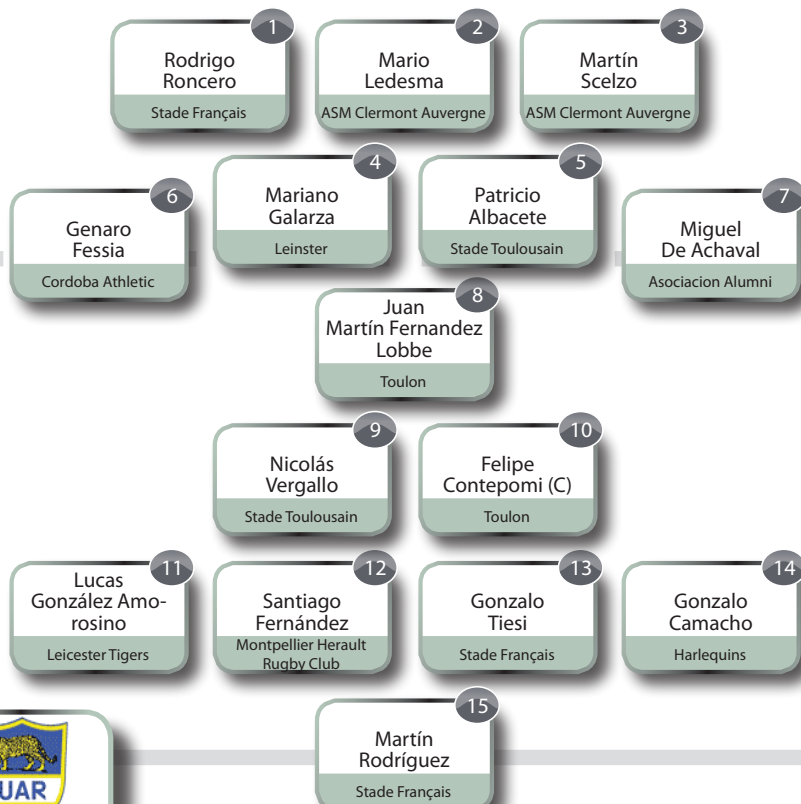 1
Rodrigo
Roncero
Stade Français
2
Mario
Ledesma
ASM Clermont Auvergne
3
Martín
Scelzo
ASM Clermont Auvergne
4
Mariano
Galarza
Leinster
5
Patricio
Albacete
Stade Toulousain
6
Genaro
Fessia
Cordoba Athletic
7
Miguel
De Achaval
Asociacion Alumni
8
Juan
Martín Fernandez
Lobbe
Toulon
9
Nicolás
Vergallo
Stade Toulousain
10
Felipe
Contepomi (C)
Toulon
11
Lucas
González Amo-
rosino
Leicester Tigers
12
Santiago
Fernández
Montpellier Herault
Rugby Club
13
Gonzalo
Tiesi
Stade Français
14
Gonzalo
Camacho
Harlequins
15
Martín
Rodríguez
Stade Français
UAR